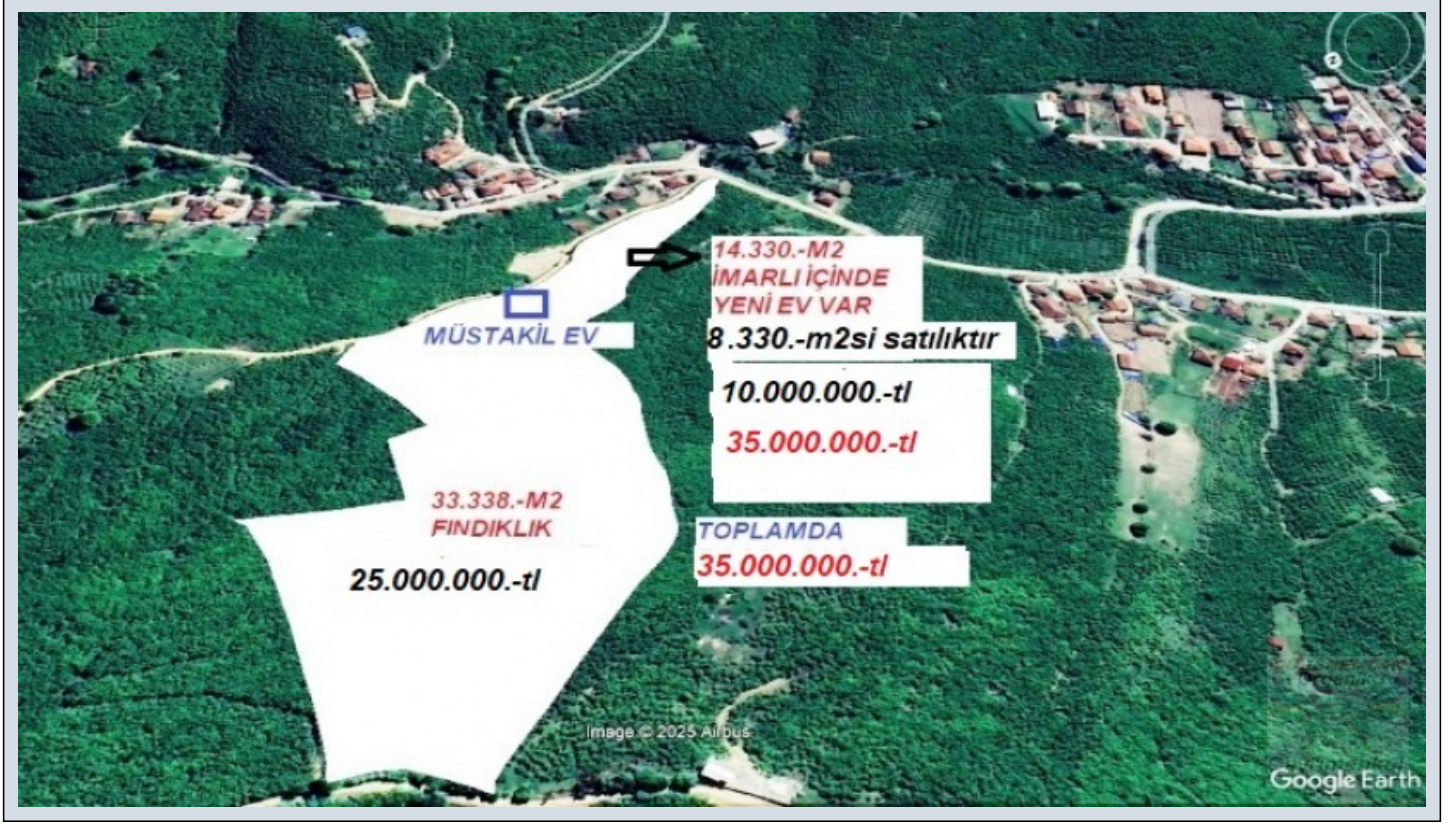 14.330.-M2
İMARLI İÇİNDE
YENİ EV VAR
8.330.-m2si satılıktır
10.000.000.-tl
35.000.000.-tl
MÜSTAKİL EV
33.338.-M2
FINDIKLIK
25.000.000.-tl
TOPLAMDA
35.000.000.-tl
Image © 2025 Airbus
Google Earth